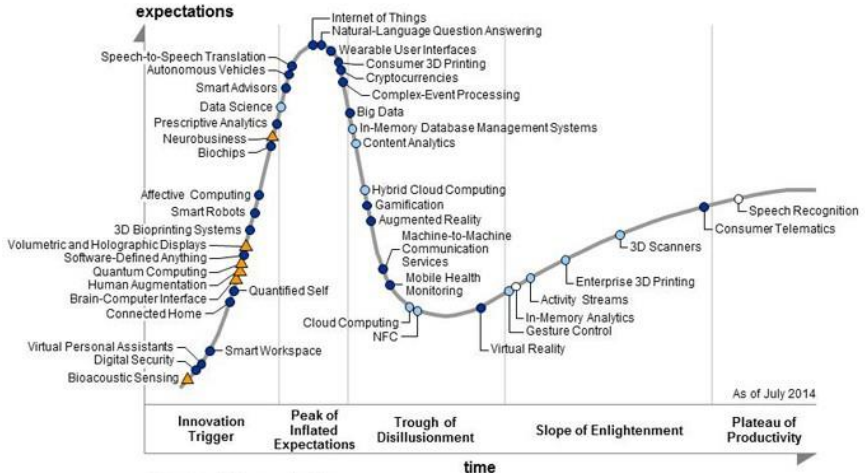 expectations
Internet of Things
Natural-Language Question Answering
Wearable User Interfaces
Speech-to-Speech Translation
Consumer 3D Printing
Autonomous Vehicles
Cryptocurrencies
Smart Advisors
Complex-Event Processing
Data Science
Big Data
Prescriptive Analytics
In-Memory Database Management Systems
Neurobusiness
Content Analytics
Biochips
Hybrid Cloud Computing
Affective Computing
Gamification
Speech Recognition
Smart Robots
Augmented Reality
Consumer Telematics
3D Bioprinting Systems
Machine-to-Machine
Communication
Services
Volumetric and Holographic Displays
3D Scanners
Software-Defined Anything
Quantum Computing
Mobile Health
Monitoring
Human Augmentation
Enterprise 3D Printing
Quantified Self
Brain-Computer Interface
Activity Streams
Connected Home
In-Memory Analytics
Cloud Computing
Gesture Control
NFC
Virtual Personal Assistants
Smart Workspace
Virtual Reality
Digital Security
Bioacoustic Sensing
As of July 2014
Innovation
Trigger
Peak of
Inflated
Expectations
Trough of
Disillusionment
Slope of Enlightenment
Plateau of
Productivity
time